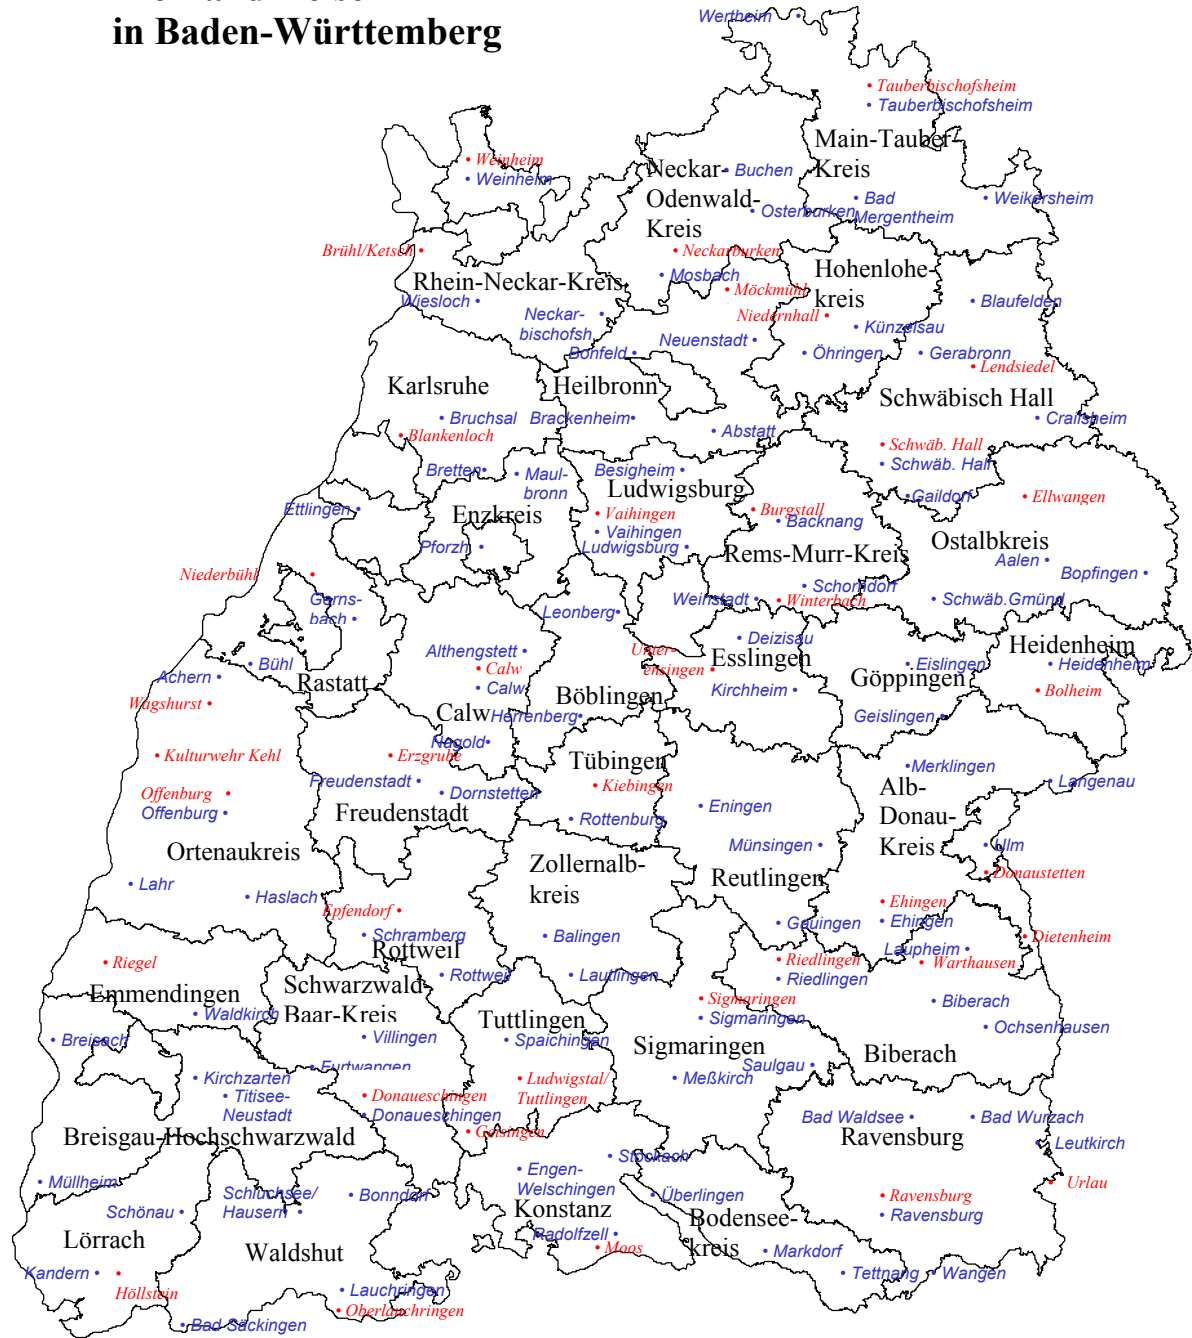 in Baden-Württemberg
Wertheim
Tauberbischofsheim
Tauberbischofsheim
Main-Tauber-
Kreis
Weinheim
Weinheim
Neckar-
Odenwald-
Kreis
Buchen
Osterburken
Bad
Mergentheim
Weikersheim
Brühl/Ketsch
Neckarburken
Mosbach
Rhein-Neckar-Kreis
Wiesloch
Neckar-
bischofsh.
Möckmühl
Hohenlohe-
kreis
Niedernhall
Künzelsau
Blaufelden
Bonfeld
Neuenstadt
Öhringen
Gerabronn
Lendsiedel
Karlsruhe
Heilbronn
Schwäbisch Hall
Bruchsal
Brackenheim
Abstatt
Crailsheim
Blankenloch
Schwäb. Hall
Schwäb. Hall
Bretten
Maul-
bronn
Besigheim
Ludwigsburg
Gaildorf
Ellwangen
Ettlingen
Enzkreis
Vaihingen
Vaihingen
Ludwigsburg
Burgstall
Backnang
Rems-Murr-Kreis
Ostalbkreis
Pforzh.
Aalen
Bopfingen
Niederbühl
Gerns-
bach
Leonberg
Weinstadt
Schorndorf
Winterbach
Schwäb.Gmünd
Bühl
Achern
Rastatt
Althengstett
Calw
Calw
Calw
Unter-
ensingen
Deizisau
Esslingen
Kirchheim
Göppingen
Eislingen
Geislingen
Heidenheim
Heidenheim
Bolheim
Wagshurst
Böblingen
Herrenberg
Nagold
Kulturwehr Kehl
Erzgrube
Tübingen
Kiebingen
Merklingen
Langenau
Offenburg
Offenburg
Freudenstadt
Dornstetten
Freudenstadt
Rottenburg
Eningen
Alb-
Donau-
Kreis
Ortenaukreis
Zollernalb-
kreis
Münsingen
Ulm
Donaustetten
Lahr
Haslach
Reutlingen
Epfendorf
Ehingen
Ehingen
Schramberg
Rottweil
Rottweil
Balingen
Gauingen
Laupheim
Dietenheim
Riegel
Emmendingen
Waldkirch
Schwarzwald-
Baar-Kreis
Lautlingen
Riedlingen
Riedlingen
Warthausen
Sigmaringen
Sigmaringen
Biberach
Ochsenhausen
Breisach
Villingen
Tuttlingen
Spaichingen
Sigmaringen
Biberach
Furtwangen
Saulgau
Kirchzarten
Titisee-
Neustadt
Ludwigstal/
Tuttlingen
Meßkirch
Donaueschingen
Donaueschingen
Geisingen
Breisgau-Hochschwarzwald
Bad Waldsee
Bad Wurzach
Ravensburg
Leutkirch
Stockach
Müllheim
Schluchsee/
Hausern
Bonndorf
Engen-
Welschingen
Überlingen
Urlau
Ravensburg
Ravensburg
Schönau
Konstanz
Bodensee-
kreis
Lörrach
Waldshut
Radolfzell
Moos
Markdorf
Kandern
Höllstein
Tettnang
Wangen
Lauchringen
Oberlauchringen
Bad Säckingen